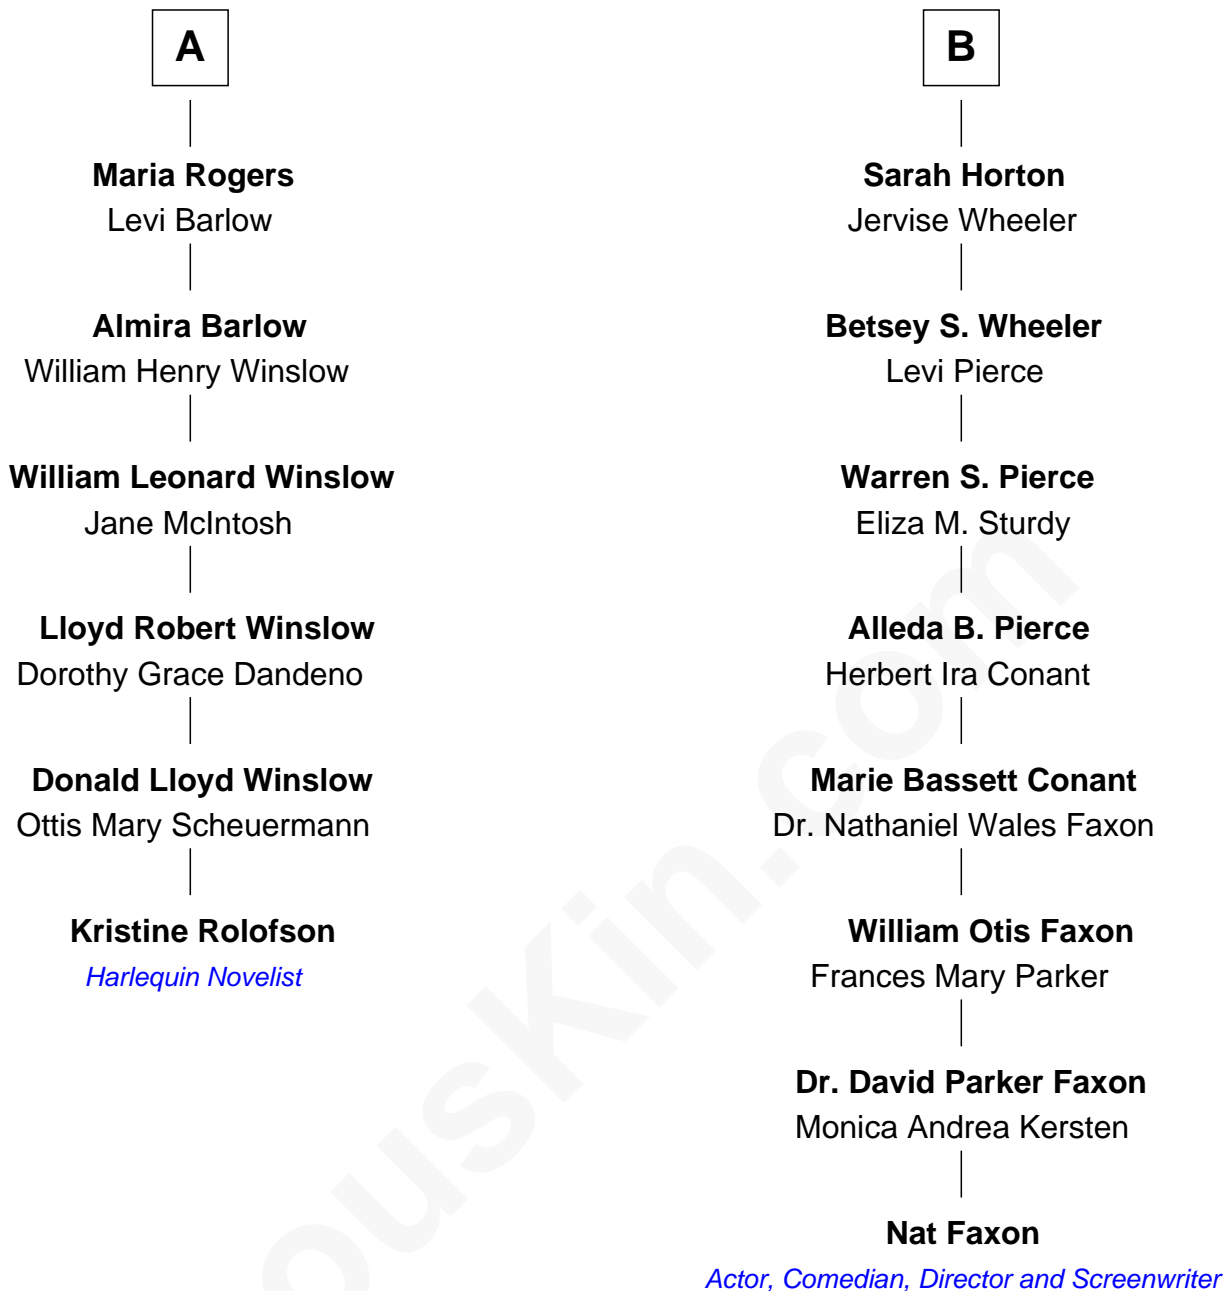 A
Maria Rogers
Levi Barlow
Almira Barlow
William Henry Winslow
William Leonard Winslow
Jane McIntosh
Lloyd Robert Winslow
Dorothy Grace Dandeno
Donald Lloyd Winslow
Ottis Mary Scheuermann
Kristine Rolofson
Harlequin Novelist
B
Sarah Horton
Jervise Wheeler
Betsey S. Wheeler
Levi Pierce
Warren S. Pierce
Eliza M. Sturdy
Alleda B. Pierce
Herbert Ira Conant
Marie Bassett Conant
Dr. Nathaniel Wales Faxon
William Otis Faxon
Frances Mary Parker
Dr. David Parker Faxon
Monica Andrea Kersten
Nat Faxon
Actor, Comedian, Director and Screenwriter
ousKin.com